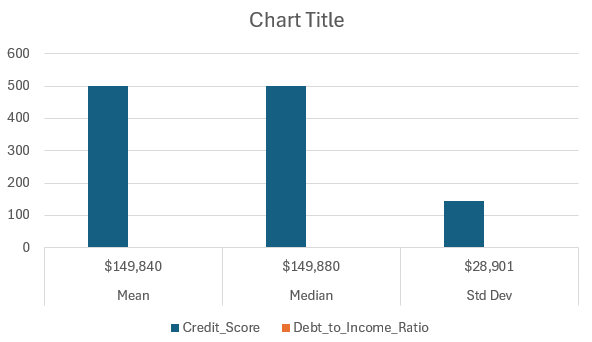 Chart Title
600
500
400
300
200
100
0
$149,840 $149,880 $28,901
Mean Median Std Dev
Credit_Score Debt_to_Income_Ratio